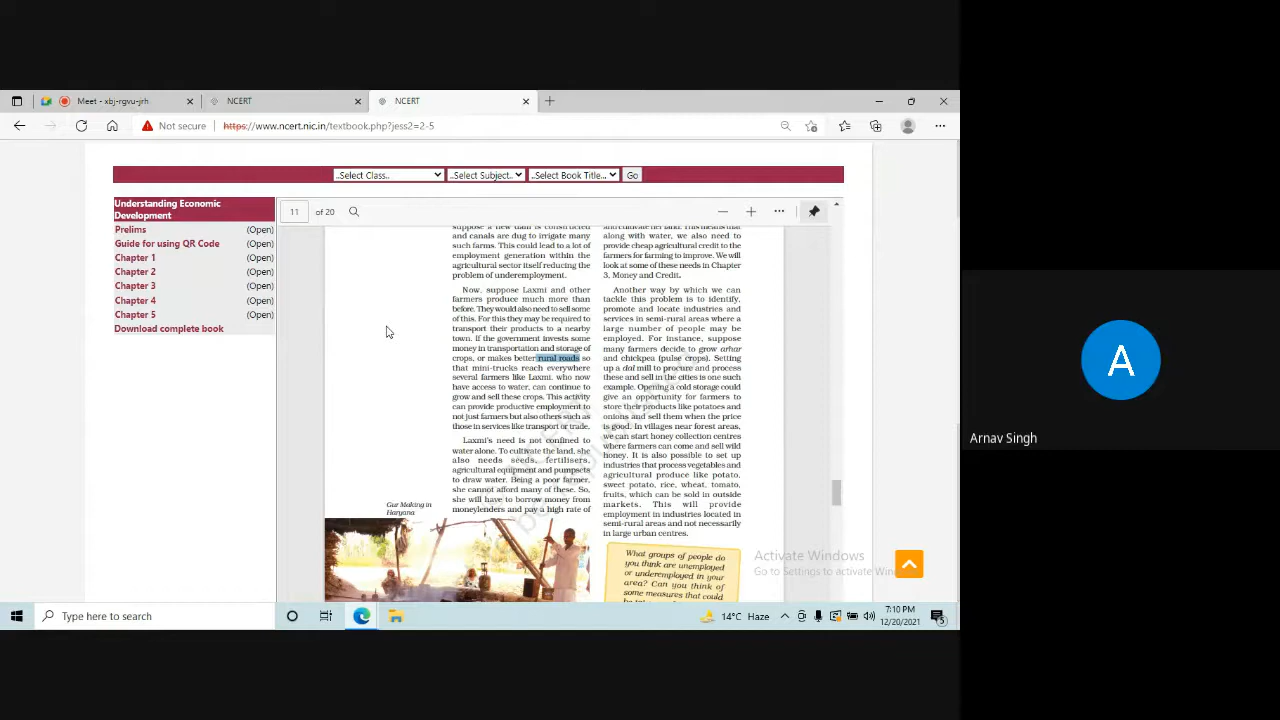 Meet - xbj-rgvu-jrh
NCERT
NCERT
Not secure
https://www.ncert.nic.in/textbook.php?jess2=2-5
..Select Class..
..Select Subject..
..Select Book Title...
Go
Understanding Economic
Development
Prelims (Open)
Guide for using QR Code (Open)
Chapter 1 (Open)
Chapter 2 (Open)
Chapter 3 (Open)
Chapter 4 (Open)
Chapter 5 (Open)
Download complete book
11 of 20
suppose a new dam is constructed
and canals are dug to irrigate many
such farms. This could lead to a lot of
employment generation within the
agricultural sector itself reducing the
problem of underemployment.
Now, suppose Laxmi and other
farmers produce much more than
before. They would also need to sell some
of this. For this they may be required to
transport their products to a nearby
town. If the government invests some
money in transportation and storage of
crops, or makes better rural roads so
that mini-trucks reach everywhere
several farmers like Laxmi, who now
have access to water, can continue to
grow and sell these crops. This activity
can provide productive employment to
not just farmers but also others such as
those in services like transport or trade.
Laxmi's need is not confined to
water alone. To cultivate the land, she
also needs seeds, fertilisers,
agricultural equipment and pumpsets
to draw water. Being a poor farmer,
she cannot afford many of these. So,
she will have to borrow money from
moneylenders and pay a high rate of
Gur Making in
Haryana
and cultivate her land. This means that
along with water, we also need to
provide cheap agricultural credit to the
farmers for farming to improve. We will
look at some of these needs in Chapter
3, Money and Credit.
Another way by which we can
tackle this problem is to identify,
promote and locate industries and
services in semi-rural areas where a
large number of people may be
employed. For instance, suppose
many farmers decide to grow arhar
and chickpea (pulse crops). Setting
up a dal mill to procure and process
these and sell in the cities is one such
example. Opening a cold storage could
give an opportunity for farmers to
store their products like potatoes and
onions and sell them when the price
is good. In villages near forest areas,
we can start honey collection centres
where farmers can come and sell wild
honey. It is also possible to set up
industries that process vegetables and
agricultural produce like potato,
sweet potato, rice, wheat, tomato,
fruits, which can be sold in outside
markets. This will provide
employment in industries located in
semi-rural areas and not necessarily
in large urban centres.
What groups of people do
you think are unemployed
or underemployed in your
area? Can you think of
some measures that could
Activate Windows
Go to Settings to activate Win
A
Arnav Singh
Type here to search
14°C Haze
7:10 PM
12/20/2021
5